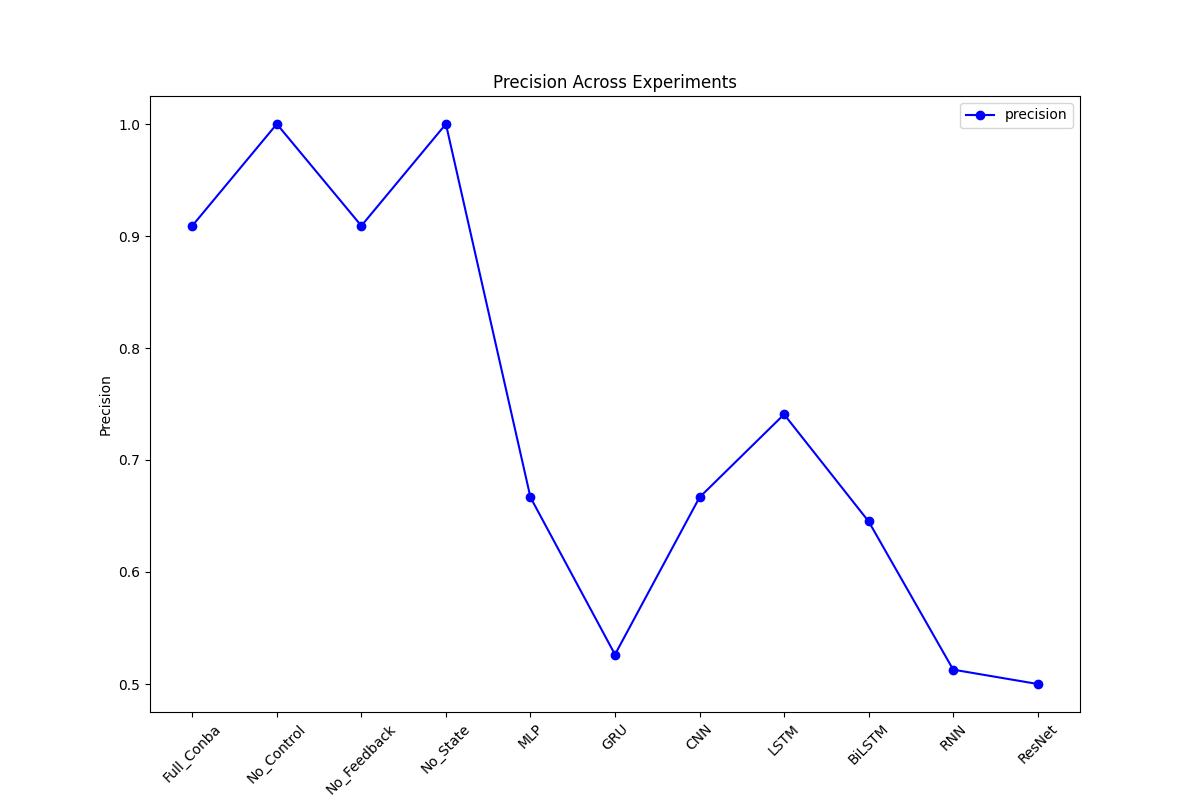 Precision Across Experiments
precision
1.0
0.9
0.8
0.7
0.6
0.5
Precision
Full_Conba
No_Control
No_Feedback
No_State
MLP
GRU
CNN
LSTM
BiLSTM
RNN
ResNet